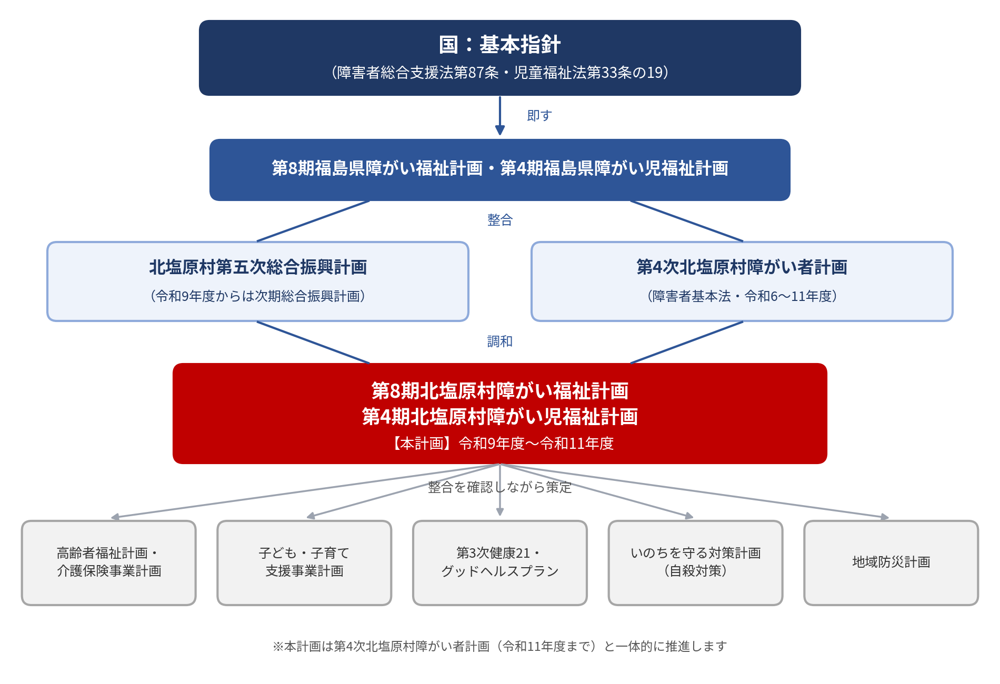 国：基本指針
（障害者総合支援法第87条・児童福祉法第33条の19）
即す
第8期福島県障がい福祉計画・第4期福島県障がい児福祉計画
整合
北塩原村第五次総合振興計画
（令和9年度からは次期総合振興計画）
第4次北塩原村障がい者計画
（障害者基本法・令和6～11年度）
調和
第8期北塩原村障がい福祉計画
第4期北塩原村障がい児福祉計画
【本計画】令和9年度～令和11年度
整合を確認しながら策定
高齢者福祉計画・
介護保険事業計画
子ども・子育て
支援事業計画
第3次健康21・
グッドヘルスプラン
いのちを守る対策計画
（自殺対策）
地域防災計画
※本計画は第4次北塩原村障がい者計画（令和11年度まで）と一体的に推進します